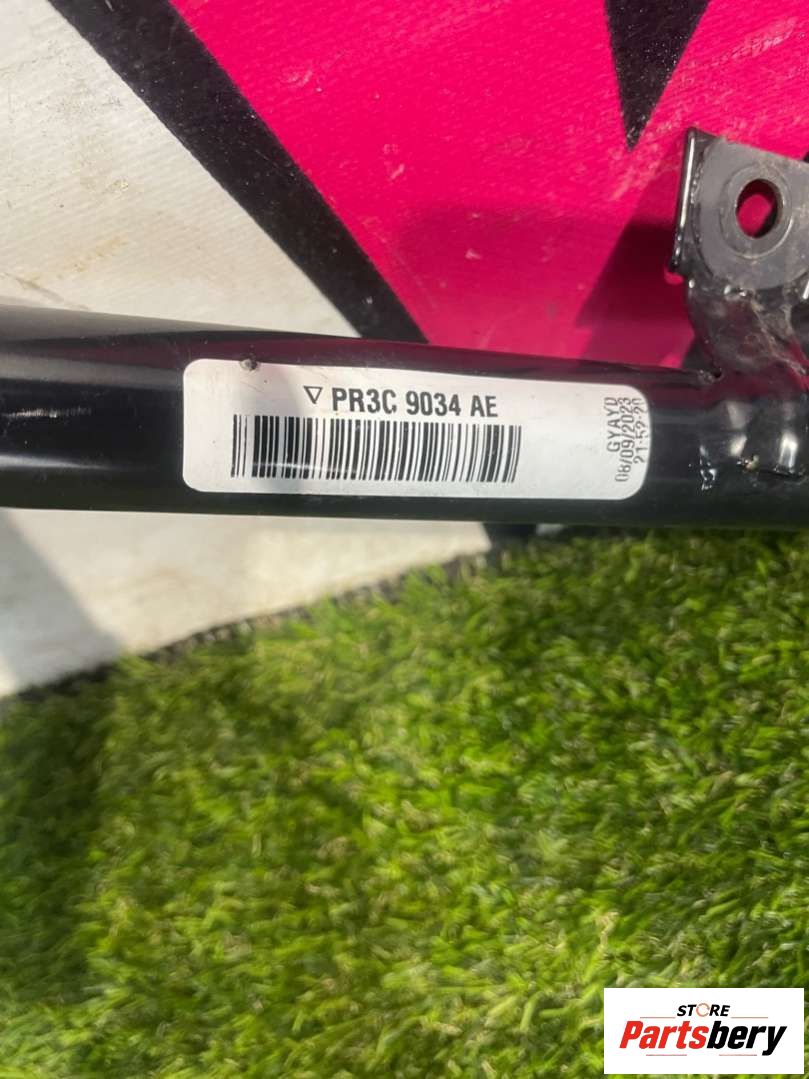 ▽ PR3C 9034 AE
GYAYD
08/09/2023
21:52:20
STORE
Partsbery